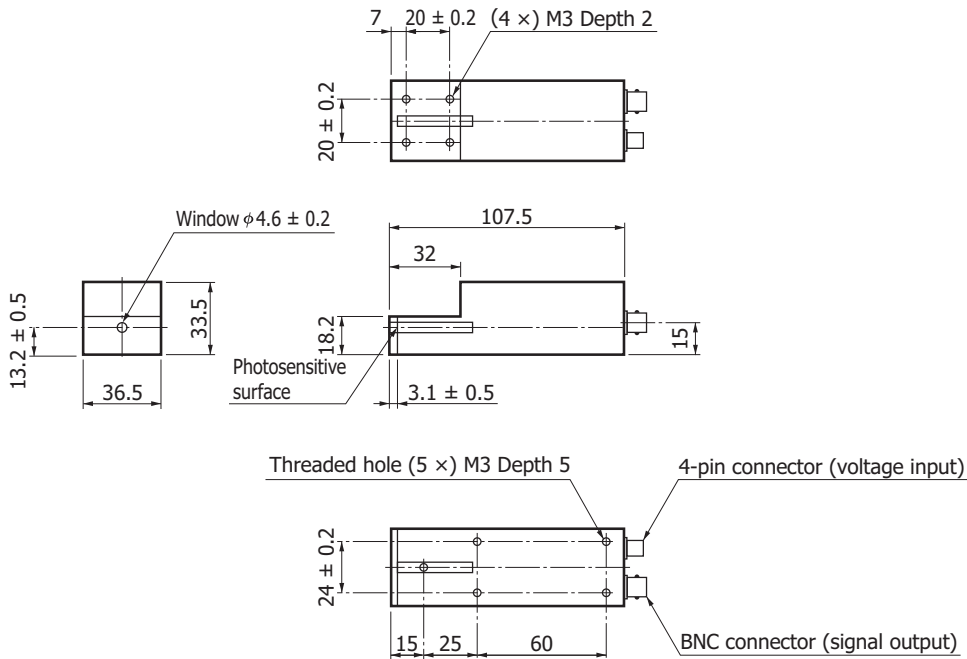 7
20 ± 0.2
(4 ×) M3 Depth 2
20 ± 0.2
Window φ4.6 ± 0.2
107.5
32
13.2 ± 0.5
33.5
18.2
15
Photosensitive
surface
36.5
3.1 ± 0.5
Threaded hole (5 ×) M3 Depth 5
4-pin connector (voltage input)
24 ± 0.2
BNC connector (signal output)
15
25
60